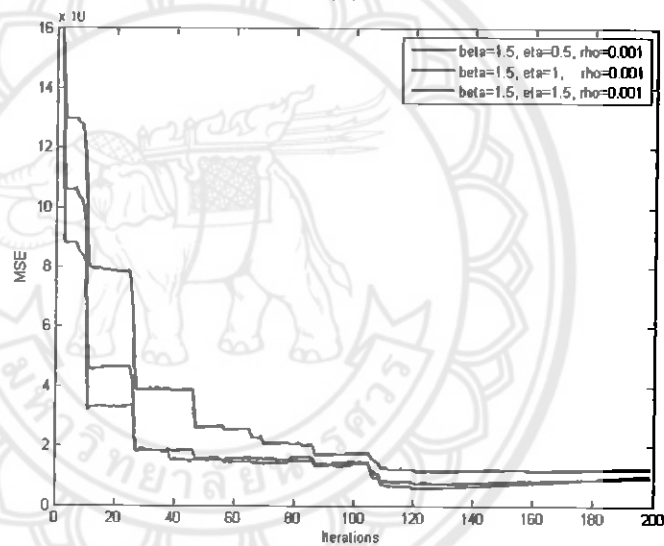 x 10
16
14
12
10
8
6
4
2
0
MSE
beta=1.5, eta=0.5, rho=0.001
beta=1.5, eta=1, rho=0.001
beta=1.5, eta=1.5, rho=0.001
0 20 40 60 80 100 120 140 160 180 200
Iterations